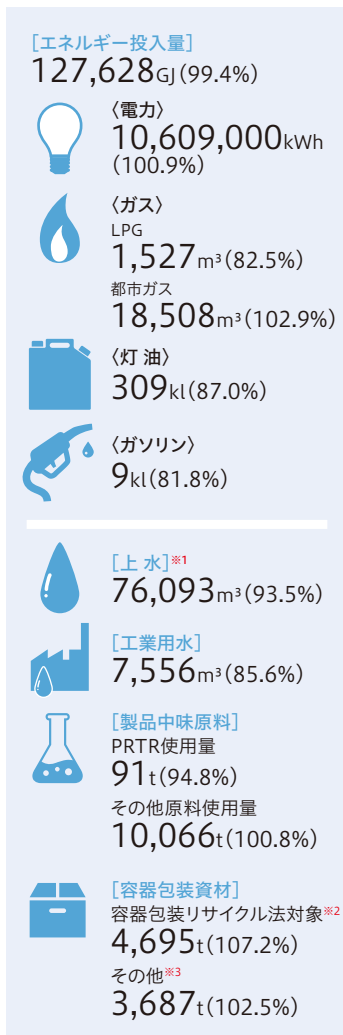 ［エネルギー投入量］
127,628GJ(99.4%)
〈電力〉
10,609,000kWh
(100.9%)
〈ガス〉
LPG
1,527m³(82.5%)
都市ガス
18,508m³(102.9%)
〈灯 油〉
309kl(87.0%)
〈ガソリン〉
9kl(81.8%)
［上 水］※1
76,093m³(93.5%)
［工業用水］
7,556m³(85.6%)
［製品中味原料］
PRTR使用量
91t(94.8%)
その他原料使用量
10,066t(100.8%)
［容器包装資材］
容器包装リサイクル法対象※2
4,695t(107.2%)
その他※3
3,687t(102.5%)